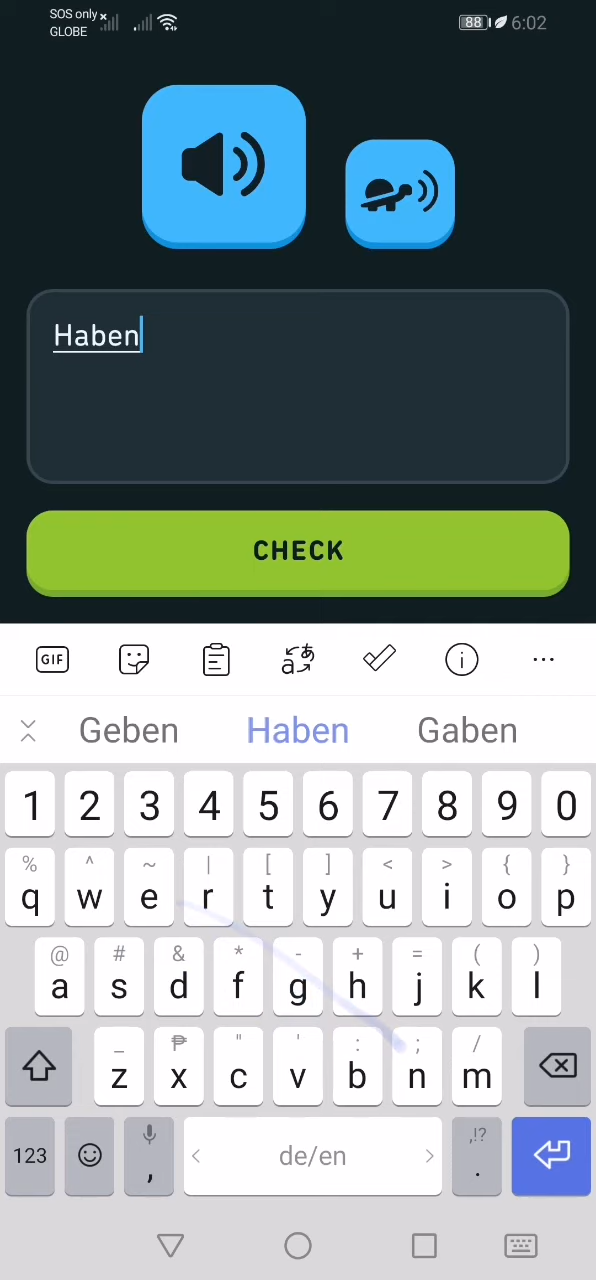 SOS only
GLOBE
88 6:02
Haben
CHECK
GIF
Geben Haben Gaben
1 2 3 4 5 6 7 8 9 0
% ^ ~ | [ ] < > { }
q w e r t y u i o p
@ # & * - + = ( )
a s d f g h j k l
_ ₱ " ' : ; /
z x c v b n m
,!?
123 , < de/en > .